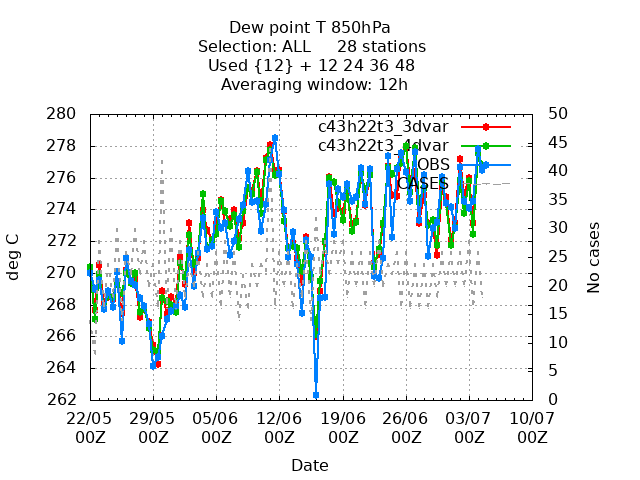 Dew point T 850hPa
Selection: ALL 28 stations
Used {12} + 12 24 36 48
Averaging window: 12h
280
278
276
274
272
270
268
266
264
262
deg C
50
45
40
35
30
25
20
15
10
5
0
No cases
c43h22t3_3dvar
c43h22t3_4dvar
OBS
CASES
22/05 29/05 05/06 12/06 19/06 26/06 03/07 10/07
00Z 00Z 00Z 00Z 00Z 00Z 00Z 00Z
Date